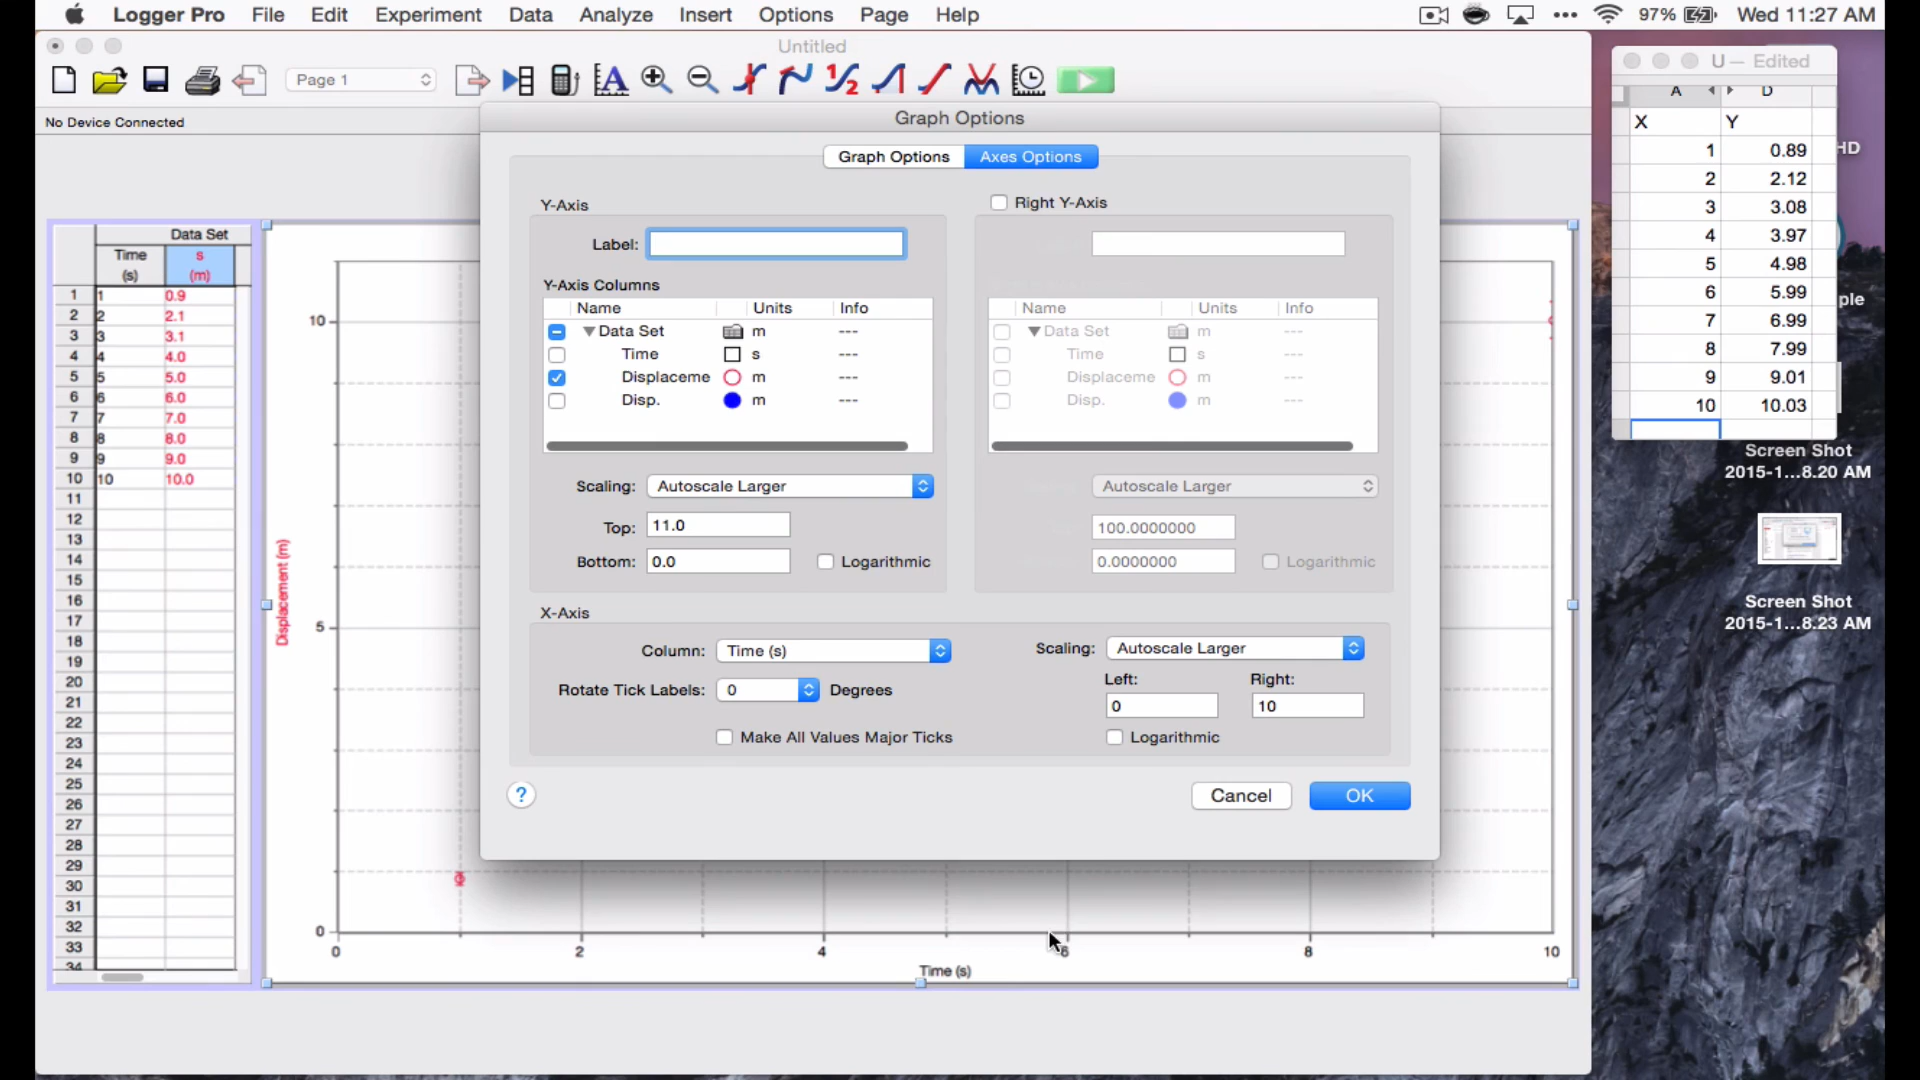 Logger Pro File Edit Experiment Data Analyze Insert Options Page Help 97% Wed 11:27 AM
Untitled
Page 1
No Device Connected
Graph Options
Graph Options Axes Options
Y-Axis
Label:
Y-Axis Columns
Name Units Info
Data Set m ---
Time s ---
Displaceme m ---
Disp. m ---
Scaling: Autoscale Larger
Top: 11.0
Bottom: 0.0 Logarithmic
Right Y-Axis
Name Units Info
Data Set m ---
Time s ---
Displaceme m ---
Disp. m ---
Autoscale Larger
100.0000000
0.0000000 Logarithmic
X-Axis
Column: Time (s)
Rotate Tick Labels: 0 Degrees
Make All Values Major Ticks
Scaling: Autoscale Larger
Left: Right:
0 10
Logarithmic
? Cancel OK
Data Set
Time s
(s) (m)
1 1 0.9
2 2 2.1
3 3 3.1
4 4 4.0
5 5 5.0
6 6 6.0
7 7 7.0
8 8 8.0
9 9 9.0
10 10 10.0
11
12
13
14
15
16
17
18
19
20
21
22
23
24
25
26
27
28
29
30
31
32
33
34
Displacement (m)
10
5
0
0 2 4 6 8 10
Time (s)
U — Edited
A D
X Y
1 0.89
2 2.12
3 3.08
4 3.97
5 4.98
6 5.99
7 6.99
8 7.99
9 9.01
10 10.03
HD
ple
Screen Shot
2015-1...8.20 AM
Screen Shot
2015-1...8.23 AM